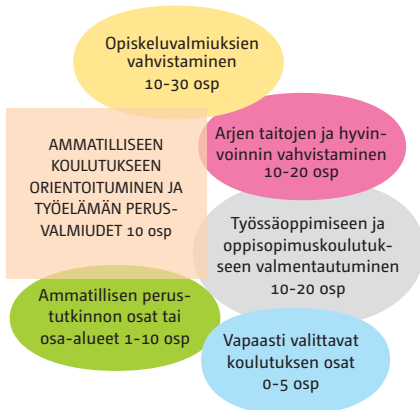 Opiskeluvalmiuksien
vahvistaminen
10-30 osp
AMMATILLISEEN
KOULUTUKSEEN
ORIENTOITUMINEN JA
TYÖELÄMÄN PERUS-
VALMIUDET 10 osp
Arjen taitojen ja hyvin-
voinnin vahvistaminen
10-20 osp
Työssäoppimiseen ja
oppisopimuskoulutuk-
seen valmentautuminen
10-20 osp
Ammatillisen perus-
tutkinnon osat tai
osa-alueet 1-10 osp
Vapaasti valittavat
koulutuksen osat
0-5 osp